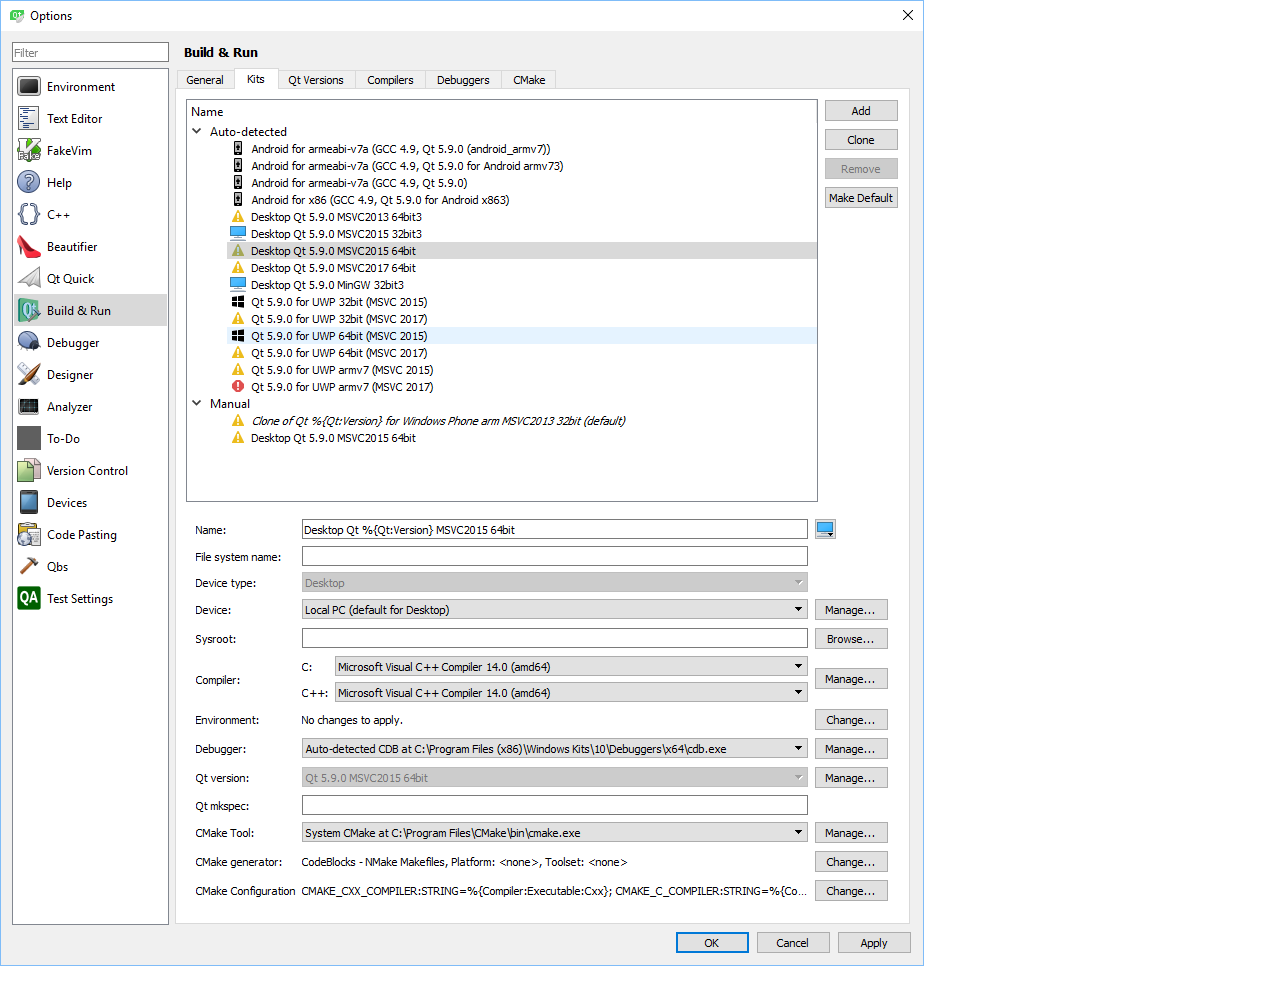 Options
Filter
Build & Run
General Kits Qt Versions Compilers Debuggers CMake
Environment
Text Editor
FakeVim
Help
C++
Beautifier
Qt Quick
Build & Run
Debugger
Designer
Analyzer
To-Do
Version Control
Devices
Code Pasting
Qbs
QA Test Settings
Name
Auto-detected
Android for armeabi-v7a (GCC 4.9, Qt 5.9.0 (android_armv7))
Android for armeabi-v7a (GCC 4.9, Qt 5.9.0 for Android armv73)
Android for armeabi-v7a (GCC 4.9, Qt 5.9.0)
Android for x86 (GCC 4.9, Qt 5.9.0 for Android x863)
Desktop Qt 5.9.0 MSVC2013 64bit3
Desktop Qt 5.9.0 MSVC2015 32bit3
Desktop Qt 5.9.0 MSVC2015 64bit
Desktop Qt 5.9.0 MSVC2017 64bit
Desktop Qt 5.9.0 MinGW 32bit3
Qt 5.9.0 for UWP 32bit (MSVC 2015)
Qt 5.9.0 for UWP 32bit (MSVC 2017)
Qt 5.9.0 for UWP 64bit (MSVC 2015)
Qt 5.9.0 for UWP 64bit (MSVC 2017)
Qt 5.9.0 for UWP armv7 (MSVC 2015)
Qt 5.9.0 for UWP armv7 (MSVC 2017)
Manual
Clone of Qt %{Qt:Version} for Windows Phone arm MSVC2013 32bit (default)
Desktop Qt 5.9.0 MSVC2015 64bit
Add
Clone
Remove
Make Default
Name: Desktop Qt %{Qt:Version} MSVC2015 64bit
File system name:
Device type: Desktop
Device: Local PC (default for Desktop) Manage...
Sysroot: Browse...
Compiler: C: Microsoft Visual C++ Compiler 14.0 (amd64) Manage...
C++: Microsoft Visual C++ Compiler 14.0 (amd64)
Environment: No changes to apply. Change...
Debugger: Auto-detected CDB at C:\Program Files (x86)\Windows Kits\10\Debuggers\x64\cdb.exe Manage...
Qt version: Qt 5.9.0 MSVC2015 64bit Manage...
Qt mkspec:
CMake Tool: System CMake at C:\Program Files\CMake\bin\cmake.exe Manage...
CMake generator: CodeBlocks - NMake Makefiles, Platform: <none>, Toolset: <none> Change...
CMake Configuration CMAKE_CXX_COMPILER:STRING=%{Compiler:Executable:Cxx}; CMAKE_C_COMPILER:STRING=%{Co... Change...
OK Cancel Apply